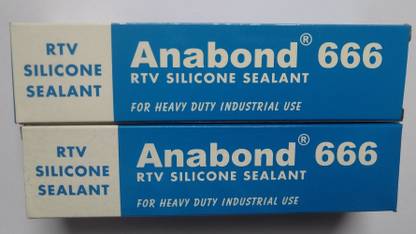 RTV
SILICONE
SEALANT
Anabond® 666
RTV SILICONE SEALANT
FOR HEAVY DUTY INDUSTRIAL USE
RTV
SILICONE
SEALANT
Anabond® 666
RTV SILICONE SEALANT
FOR HEAVY DUTY INDUSTRIAL USE